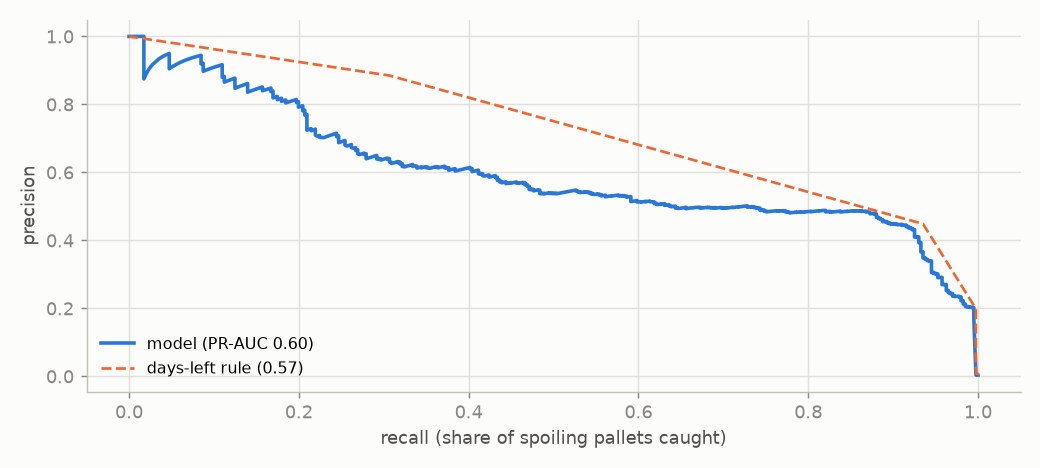 1.0
0.8
0.6
0.4
0.2
0.0
precision
model (PR-AUC 0.60)
days-left rule (0.57)
0.0 0.2 0.4 0.6 0.8 1.0
recall (share of spoiling pallets caught)